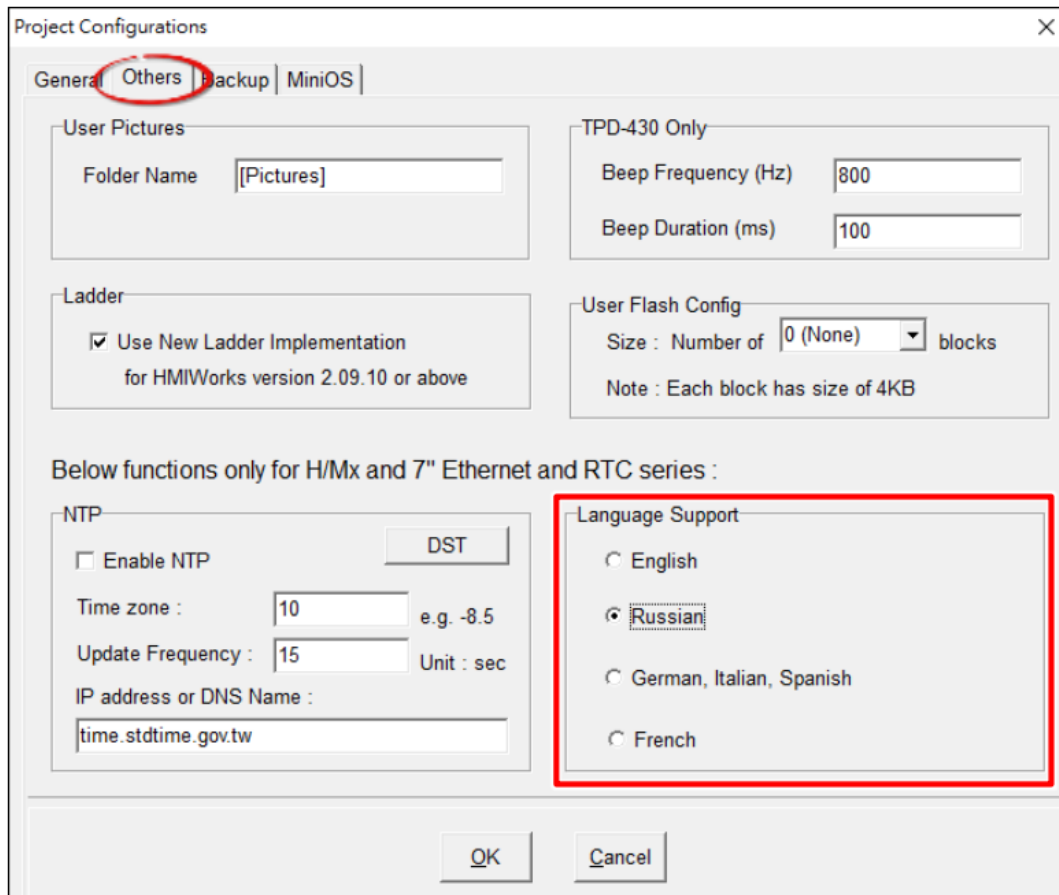 Project Configurations
General Others Backup MiniOS
User Pictures
Folder Name [Pictures]
TPD-430 Only
Beep Frequency (Hz) 800
Beep Duration (ms) 100
Ladder
Use New Ladder Implementation
for HMIWorks version 2.09.10 or above
User Flash Config
Size : Number of 0 (None) blocks
Note : Each block has size of 4KB
Below functions only for H/Mx and 7" Ethernet and RTC series :
NTP
DST
Enable NTP
Time zone : 10 e.g. -8.5
Update Frequency : 15 Unit : sec
IP address or DNS Name :
time.stdtime.gov.tw
Language Support
English
Russian
German, Italian, Spanish
French
OK Cancel